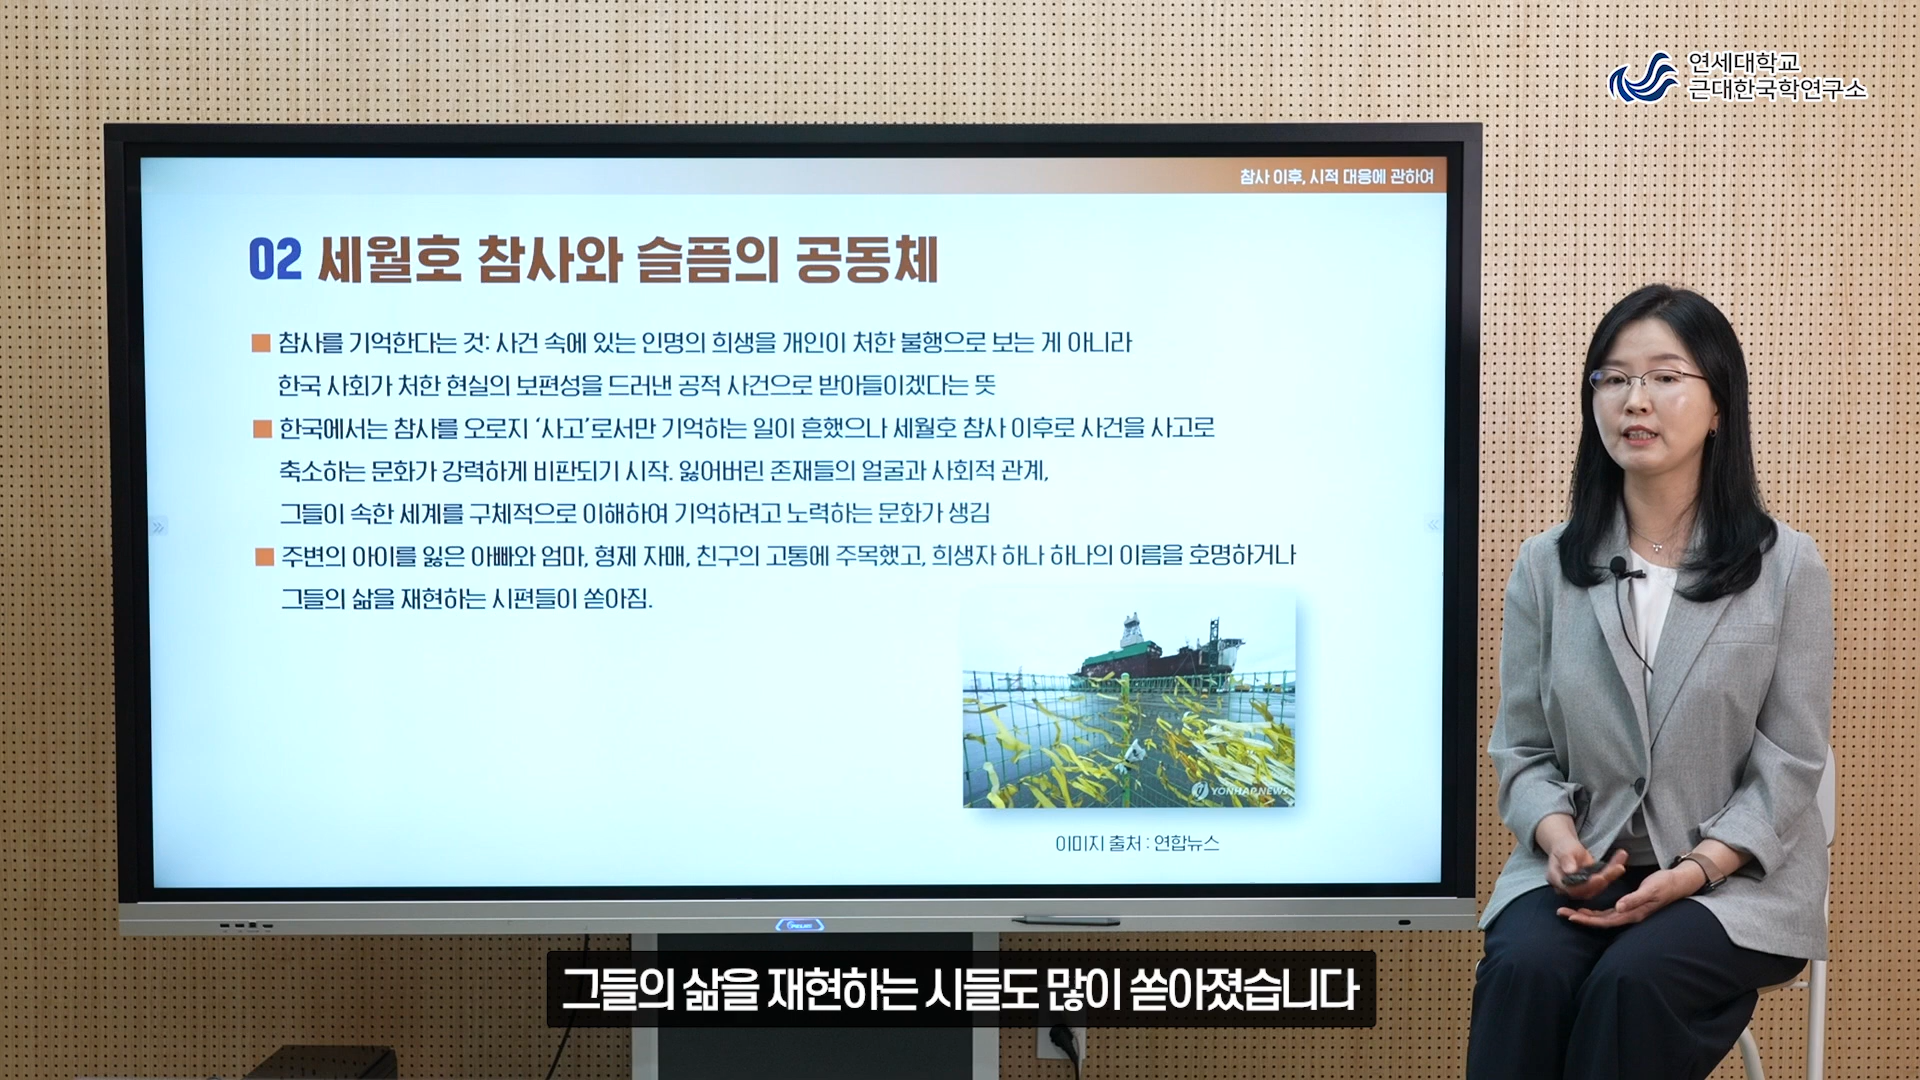 연세대학교
근대한국학연구소
참사 이후, 시적 대응에 관하여
02 세월호 참사와 슬픔의 공동체
참사를 기억한다는 것: 사건 속에 있는 인명의 희생을 개인이 처한 불행으로 보는 게 아니라
한국 사회가 처한 현실의 보편성을 드러낸 공적 사건으로 받아들이겠다는 뜻
한국에서는 참사를 오로지 ‘사고’로서만 기억하는 일이 흔했으나 세월호 참사 이후로 사건을 사고로
축소하는 문화가 강력하게 비판되기 시작. 잃어버린 존재들의 얼굴과 사회적 관계,
그들이 속한 세계를 구체적으로 이해하여 기억하려고 노력하는 문화가 생김
주변의 아이를 잃은 아빠와 엄마, 형제 자매, 친구의 고통에 주목했고, 희생자 하나 하나의 이름을 호명하거나
그들의 삶을 재현하는 시편들이 쏟아짐.
YONHAPNEWS
이미지 출처 : 연합뉴스
그들의 삶을 재현하는 시들도 많이 쏟아졌습니다